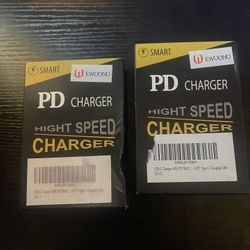 SMART
EWUONU
PD CHARGER
HIGHT SPEED
CHARGER
SMART
EWUONU
PD CHARGER
HIGHT SPEED
CHARGER